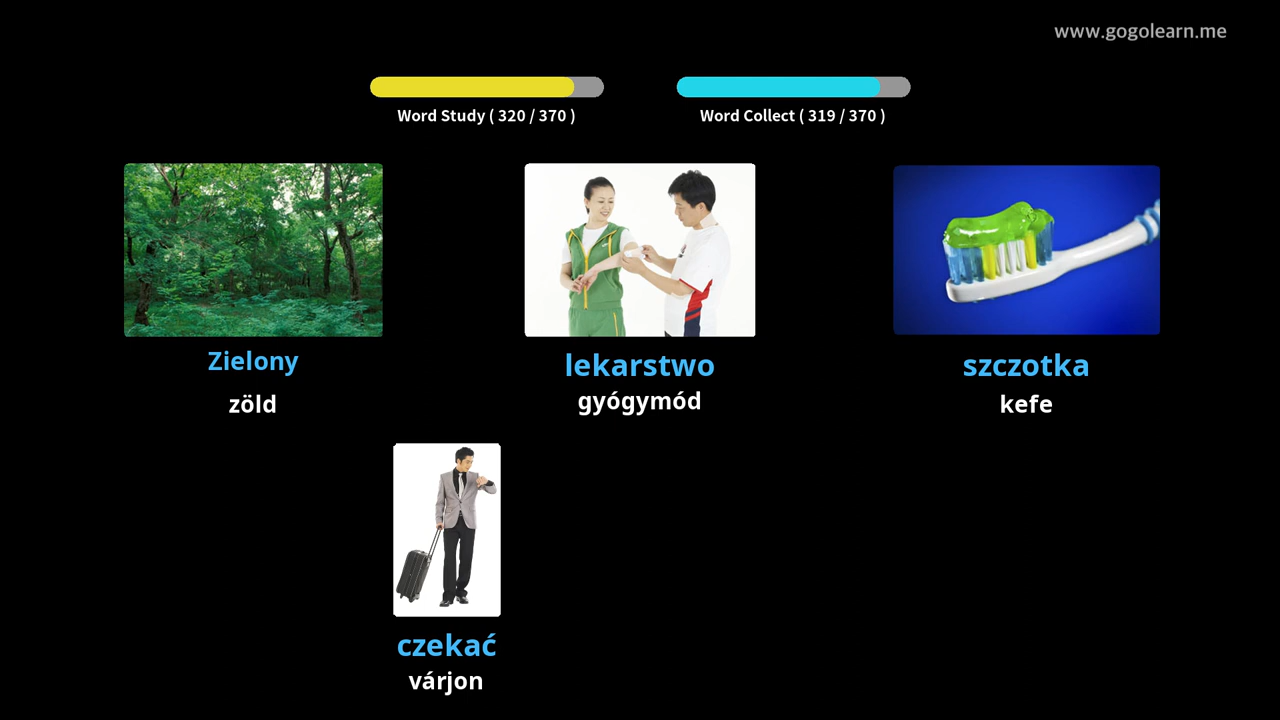 www.gogolearn.me
Word Study ( 320 / 370 )
Word Collect ( 319 / 370 )
Zielony
zöld
lekarstwo
gyógymód
szczotka
kefe
czekać
várjon